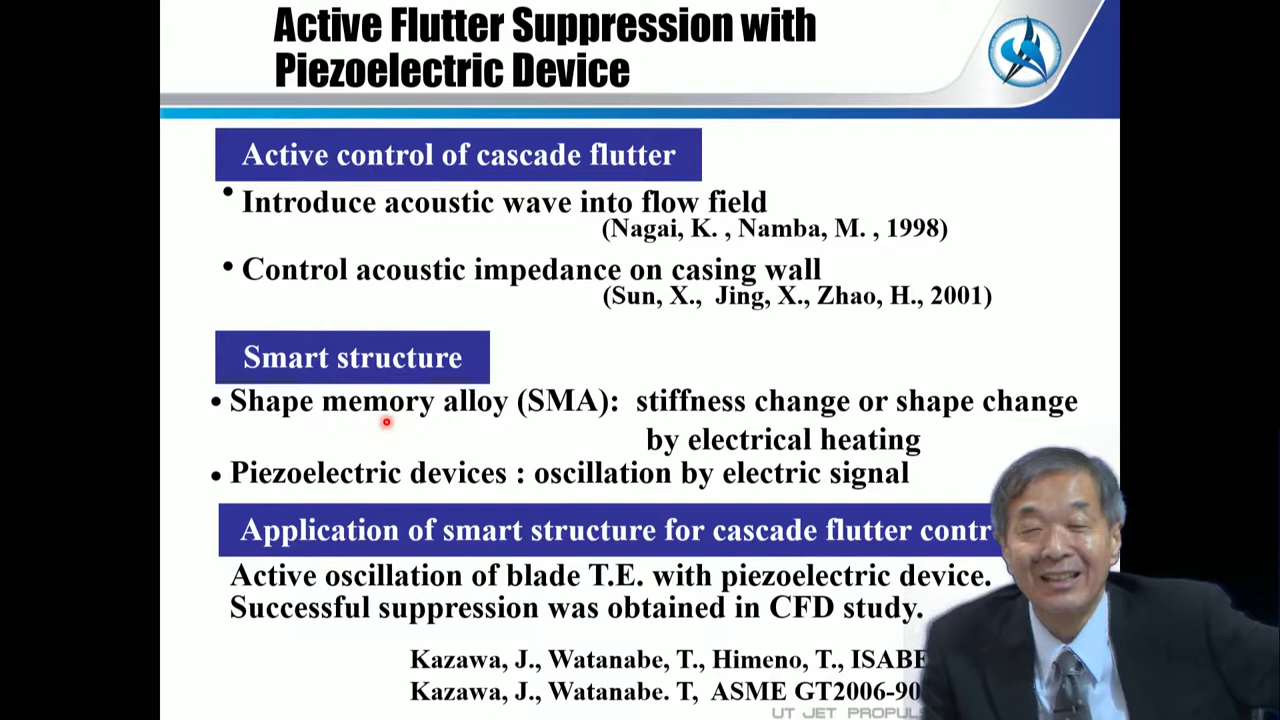 Active Flutter Suppression with
Piezoelectric Device
Active control of cascade flutter
• Introduce acoustic wave into flow field
(Nagai, K. , Namba, M. , 1998)
• Control acoustic impedance on casing wall
(Sun, X., Jing, X., Zhao, H., 2001)
Smart structure
• Shape memory alloy (SMA): stiffness change or shape change
by electrical heating
• Piezoelectric devices : oscillation by electric signal
Application of smart structure for cascade flutter contr
Active oscillation of blade T.E. with piezoelectric device.
Successful suppression was obtained in CFD study.
Kazawa, J., Watanabe, T., Himeno, T., ISABE
Kazawa, J., Watanabe. T, ASME GT2006-90
UT JET PROPULS